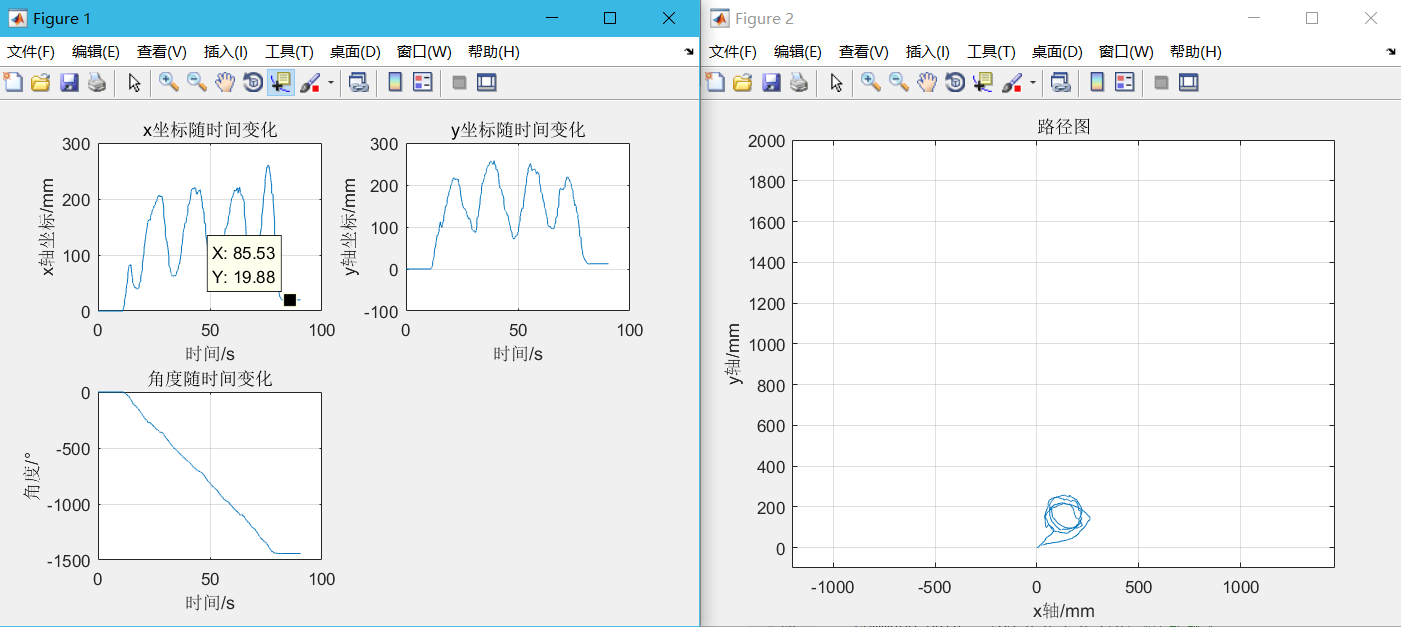 Figure 1
文件(F) 编辑(E) 查看(V) 插入(I) 工具(T) 桌面(D) 窗口(W) 帮助(H)
x坐标随时间变化
300
200
100
0
x轴坐标/mm
X: 85.53
Y: 19.88
0 50 100
时间/s
y坐标随时间变化
300
200
100
0
-100
y轴坐标/mm
0 50 100
时间/s
角度随时间变化
0
-500
-1000
-1500
角度/°
0 50 100
时间/s
Figure 2
文件(F) 编辑(E) 查看(V) 插入(I) 工具(T) 桌面(D) 窗口(W) 帮助(H)
路径图
2000
1800
1600
1400
1200
1000
800
600
400
200
0
y轴/mm
-1000 -500 0 500 1000
x轴/mm